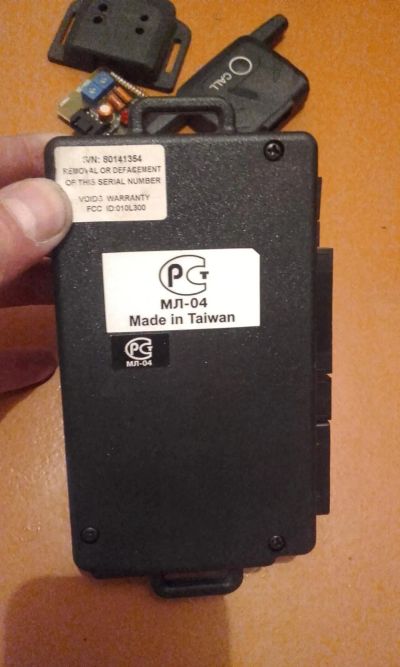 CALL
S/N: 80141354
REMOVAL OR DEFACEMENT
OF THIS SERIAL NUMBER
VOIDS WARRANTY
FCC ID:010L300
РСТ
МЛ-04
Made in Taiwan
РСТ
МЛ-04